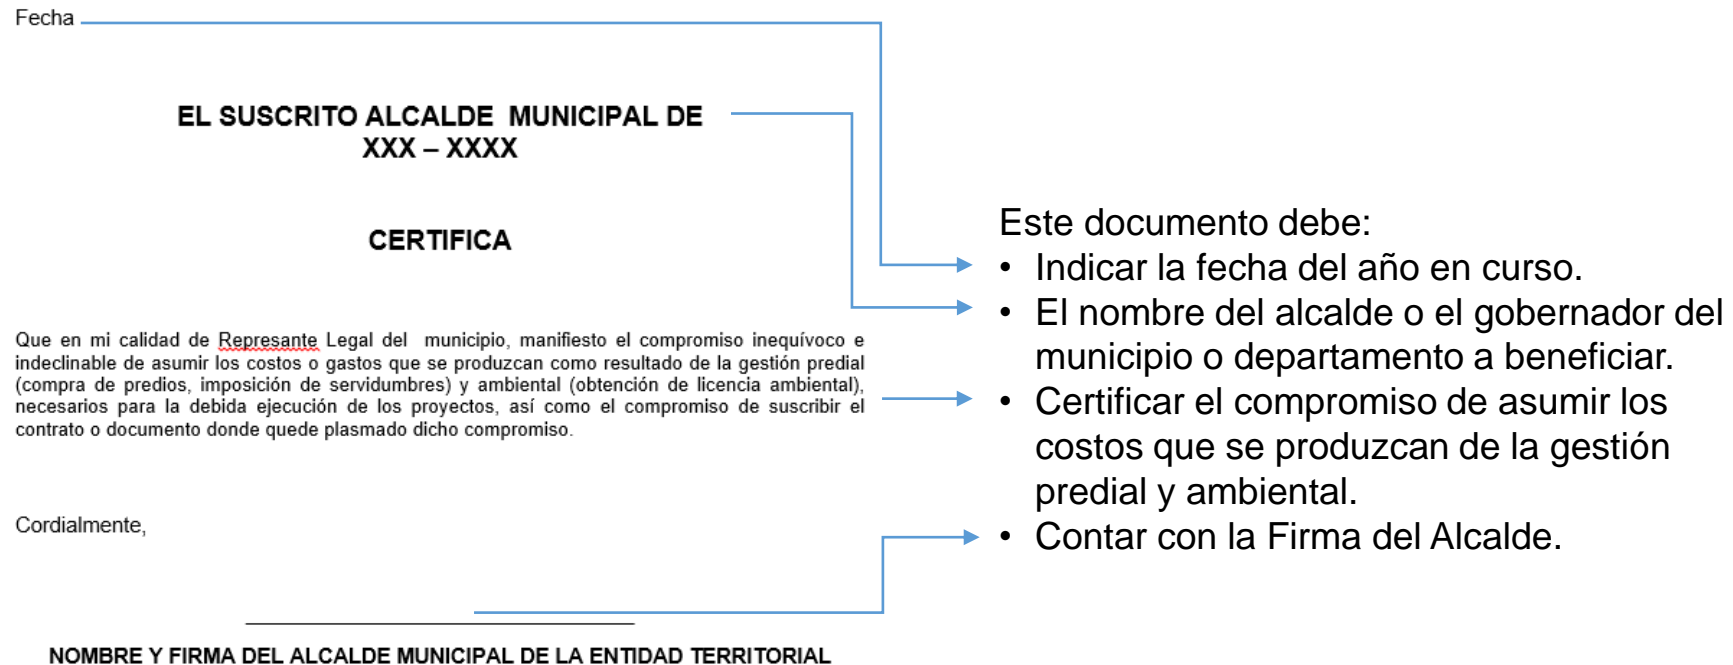 Fecha
EL SUSCRITO ALCALDE MUNICIPAL DE
XXX – XXXX
CERTIFICA
Que en mi calidad de Represante Legal del municipio, manifiesto el compromiso inequívoco e
indeclinable de asumir los costos o gastos que se produzcan como resultado de la gestión predial
(compra de predios, imposición de servidumbres) y ambiental (obtención de licencia ambiental),
necesarios para la debida ejecución de los proyectos, así como el compromiso de suscribir el
contrato o documento donde quede plasmado dicho compromiso.
Cordialmente,
NOMBRE Y FIRMA DEL ALCALDE MUNICIPAL DE LA ENTIDAD TERRITORIAL
Este documento debe:
• Indicar la fecha del año en curso.
• El nombre del alcalde o el gobernador del
municipio o departamento a beneficiar.
• Certificar el compromiso de asumir los
costos que se produzcan de la gestión
predial y ambiental.
• Contar con la Firma del Alcalde.